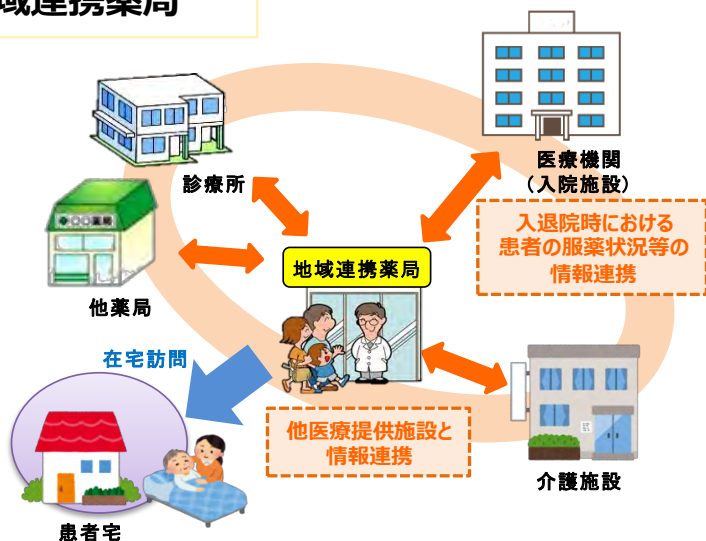 域連携薬局
診療所
医療機関
（入院施設）
入退院時における
患者の服薬状況等の
情報連携
○○薬局
地域連携薬局
他薬局
在宅訪問
他医療提供施設と
情報連携
介護施設
患者宅